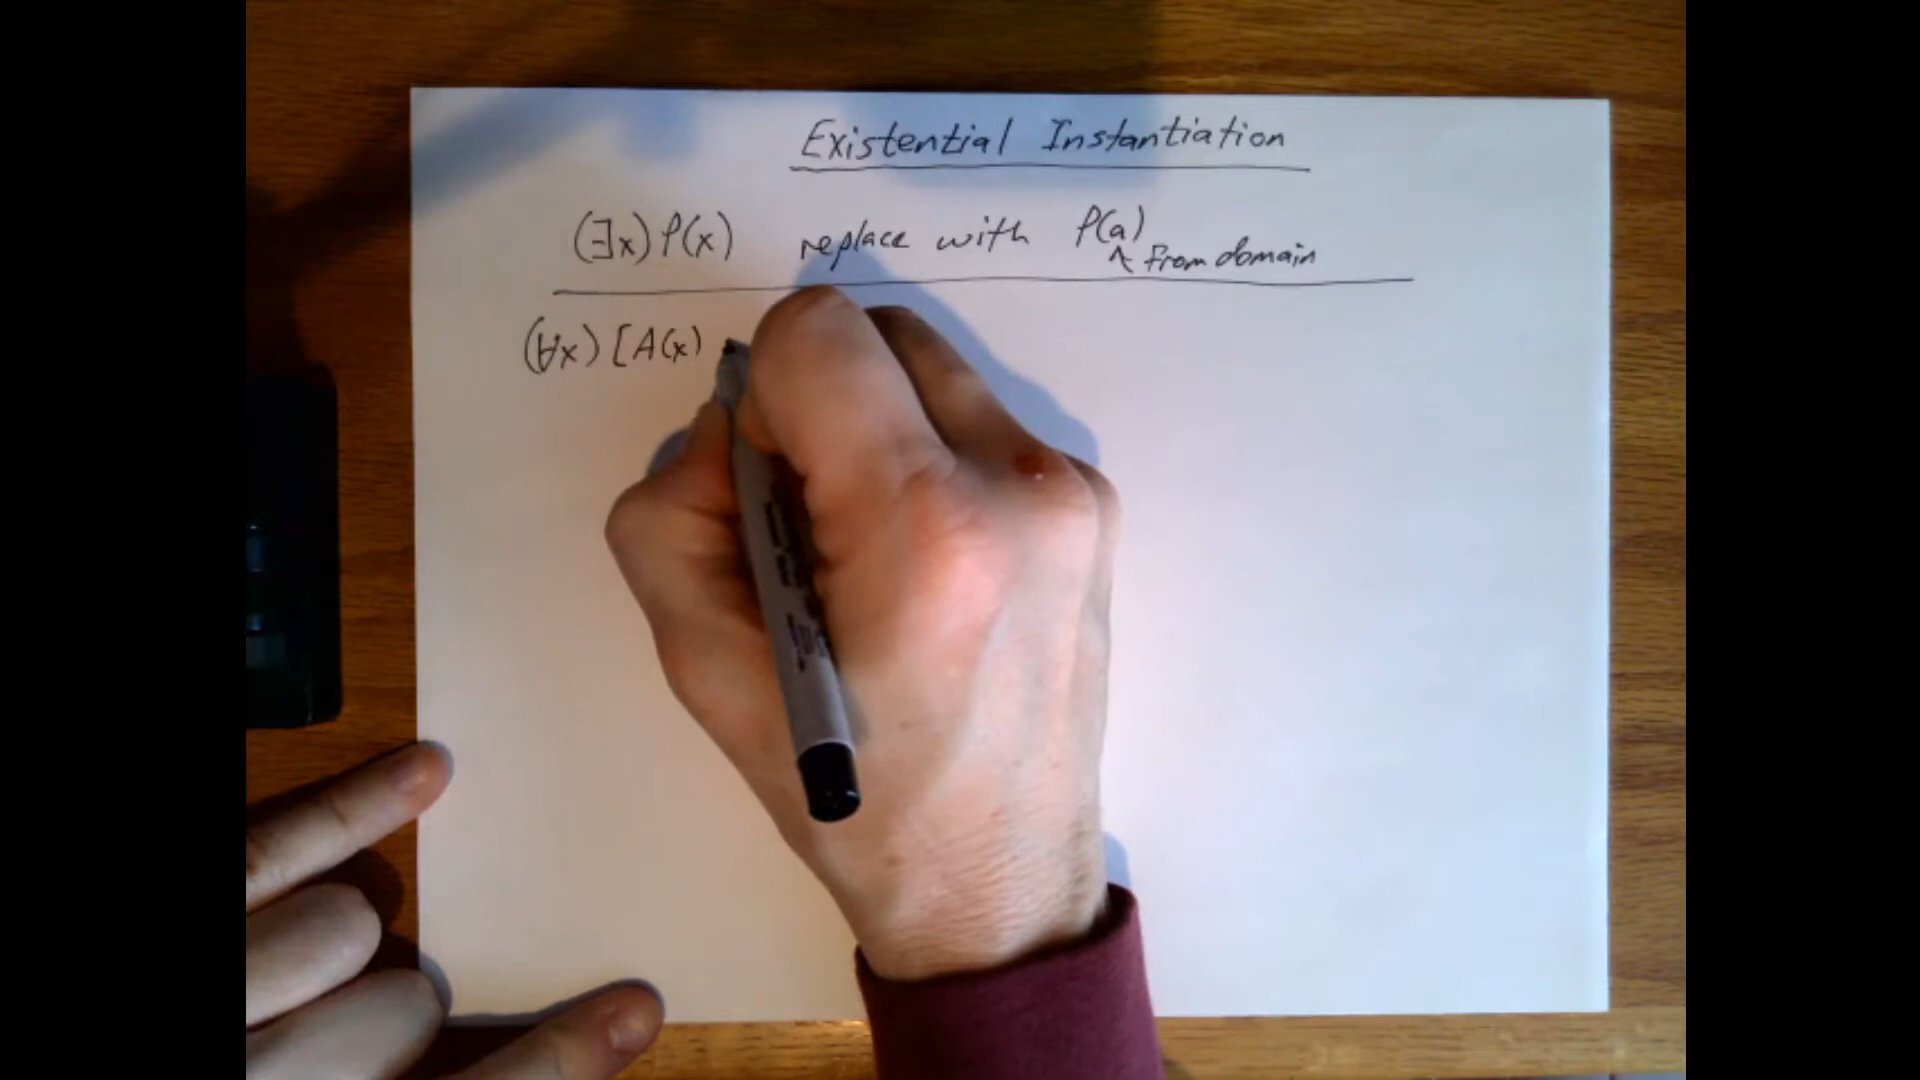 Existential Instantiation
(∃x) P(x) replace with P(a)
↑ from domain
(∀x) [A(x)